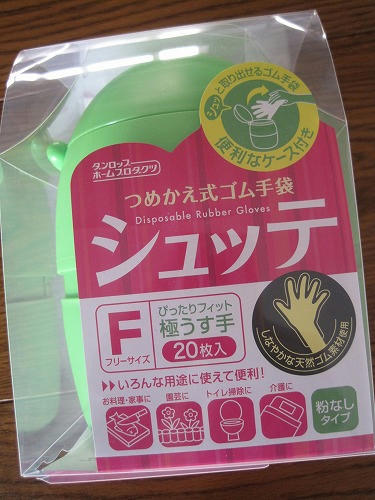 シュッ
と取り出せるゴム手袋
便利なケース付き
ダンロップ
ホームプロダクツ
つめかえ式ゴム手袋
Disposable Rubber Gloves
シュッテ
F
フリーサイズ
ぴったりフィット
極うす手
20枚入
しなやかな天然ゴム素材使用
いろんな用途に使えて便利!
お料理・家事に
園芸に
トイレ掃除に
介護に
粉なし
タイプ